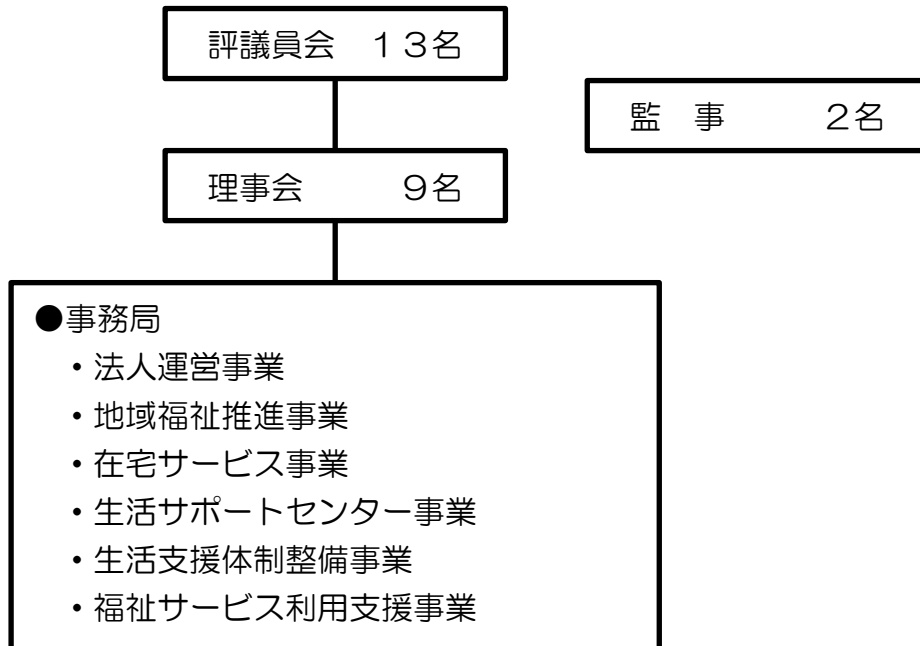 評議員会　１３名
監　事　　　２名
理事会　　　９名
●事務局
・法人運営事業
・地域福祉推進事業
・在宅サービス事業
・生活サポートセンター事業
・生活支援体制整備事業
・福祉サービス利用支援事業